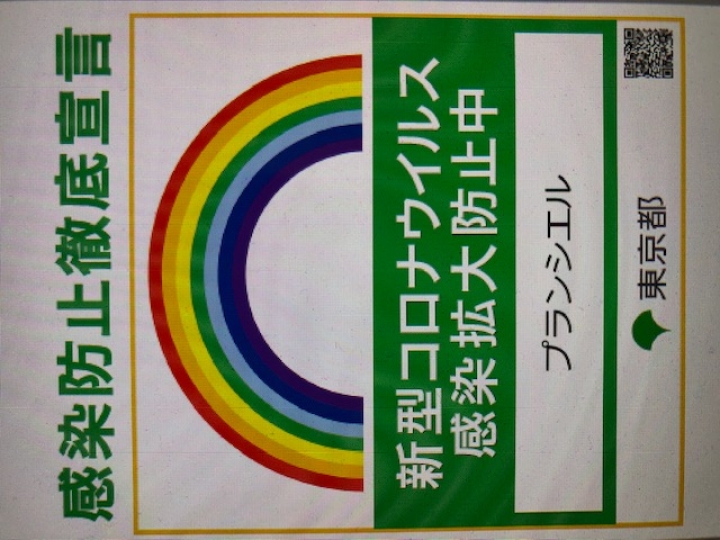 感染防止徹底宣言
新型コロナウイルス
感染拡大防止中
プランシエル
東京都